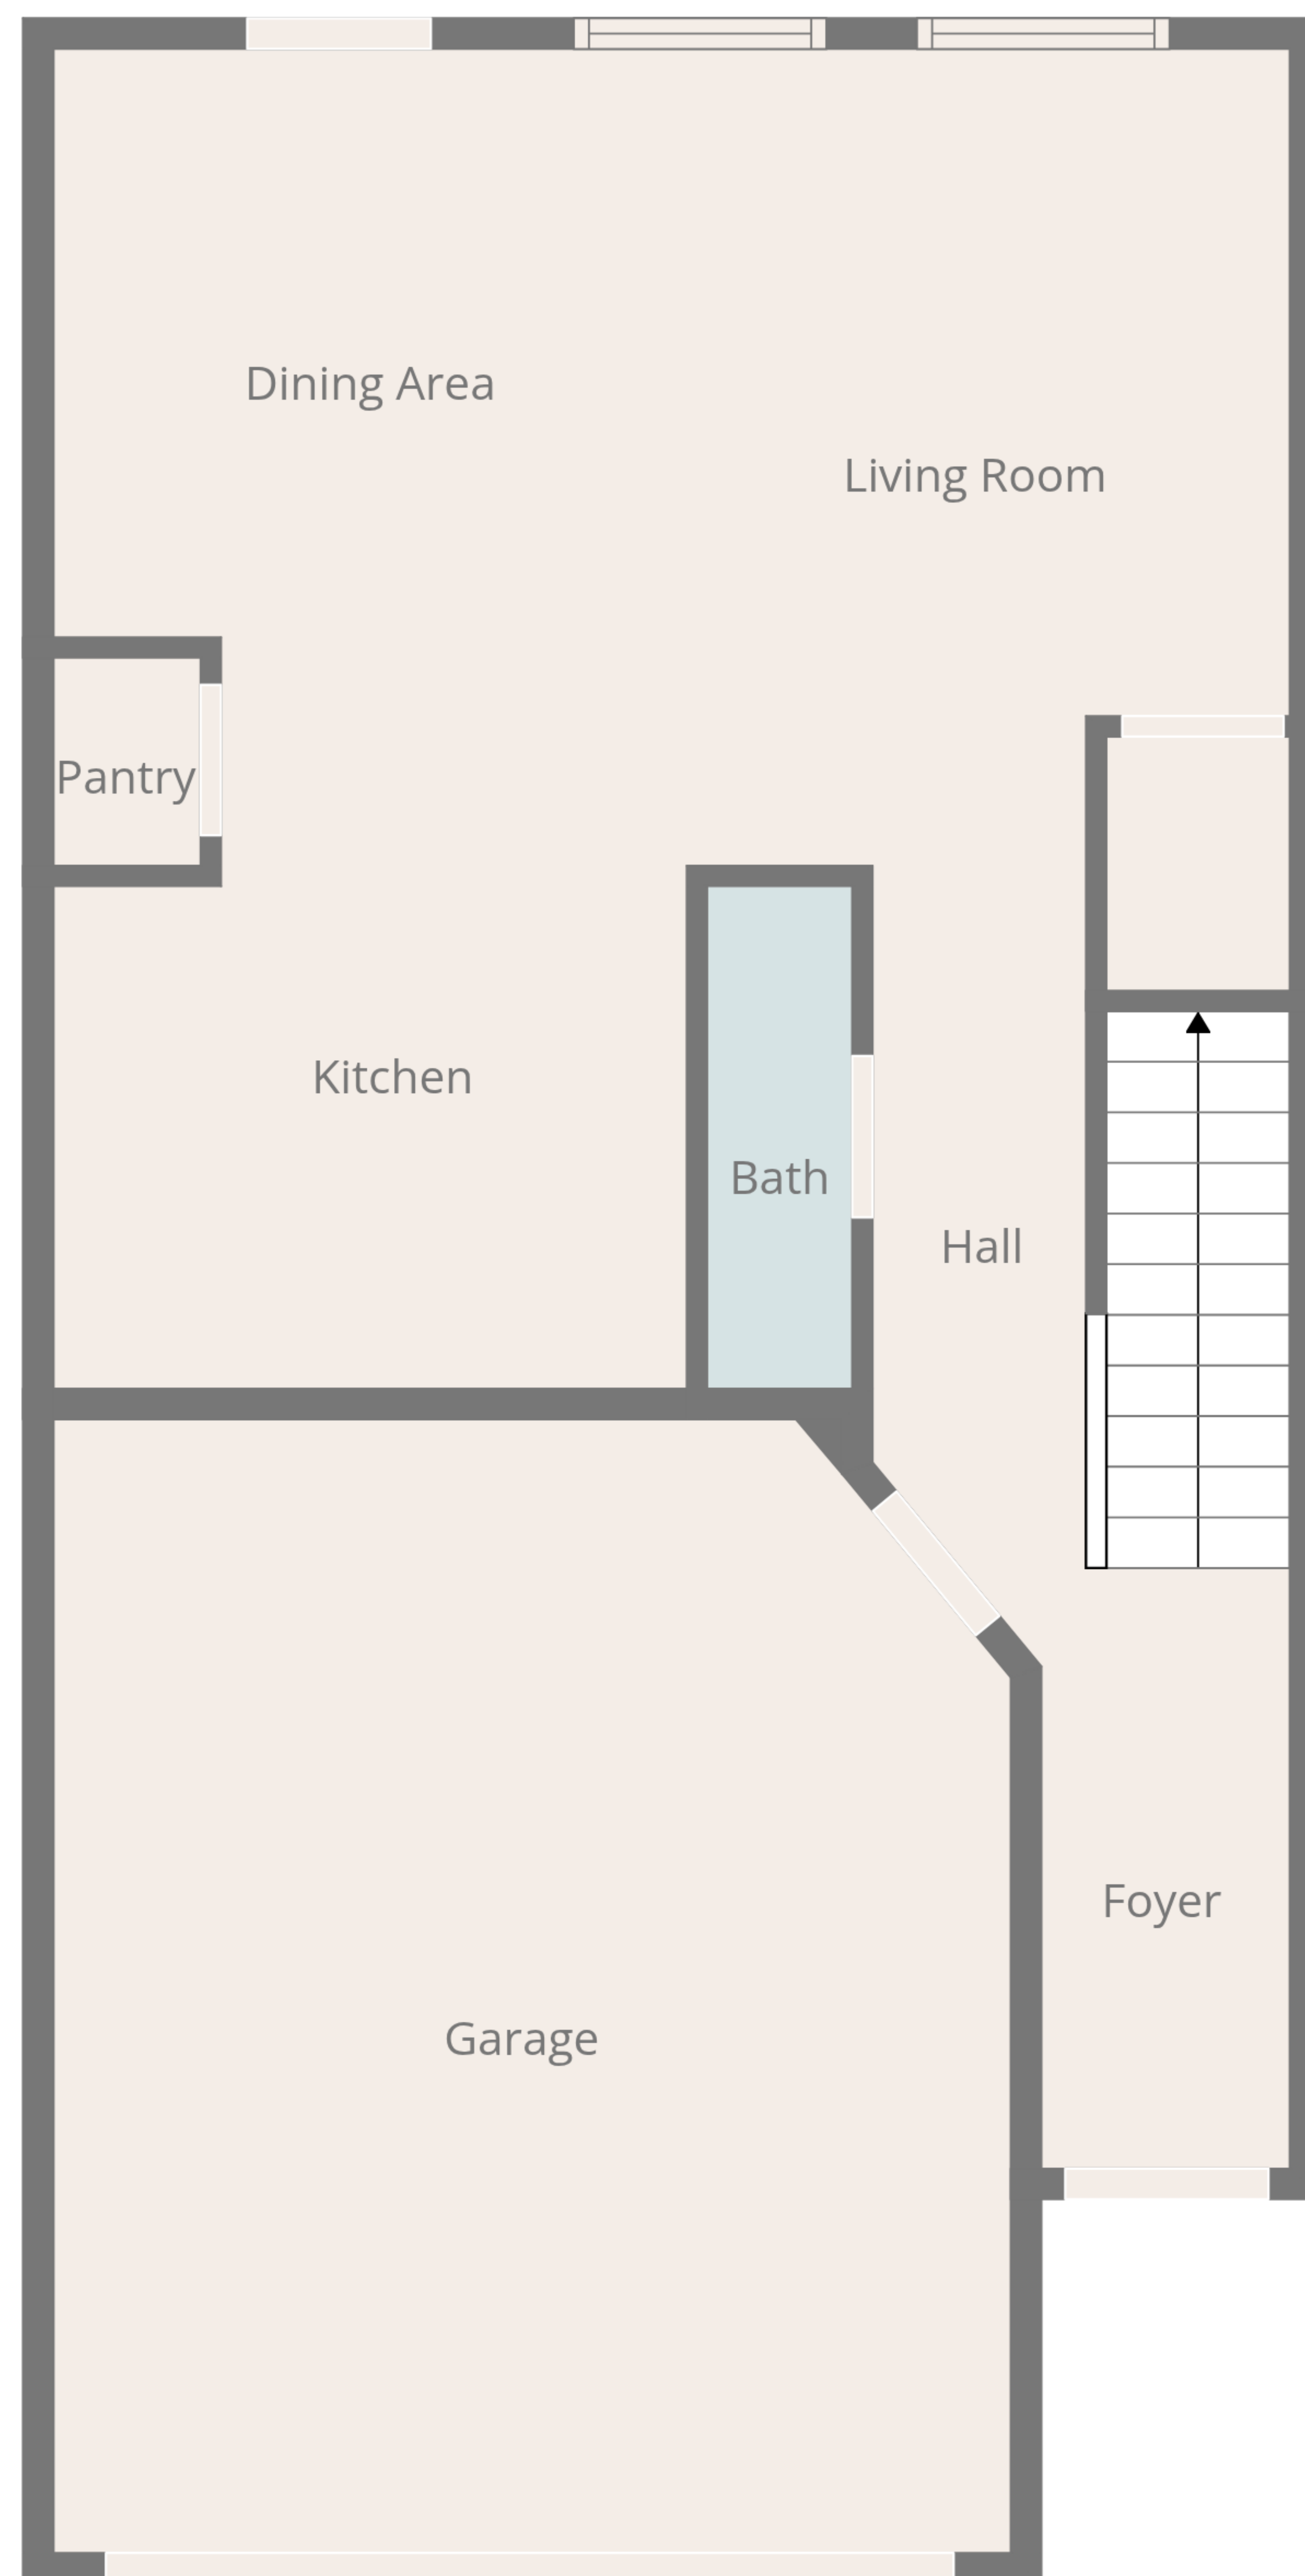 Dining Area
Living Room
Pantry
Kitchen
Bath
Hall
Foyer
Garage